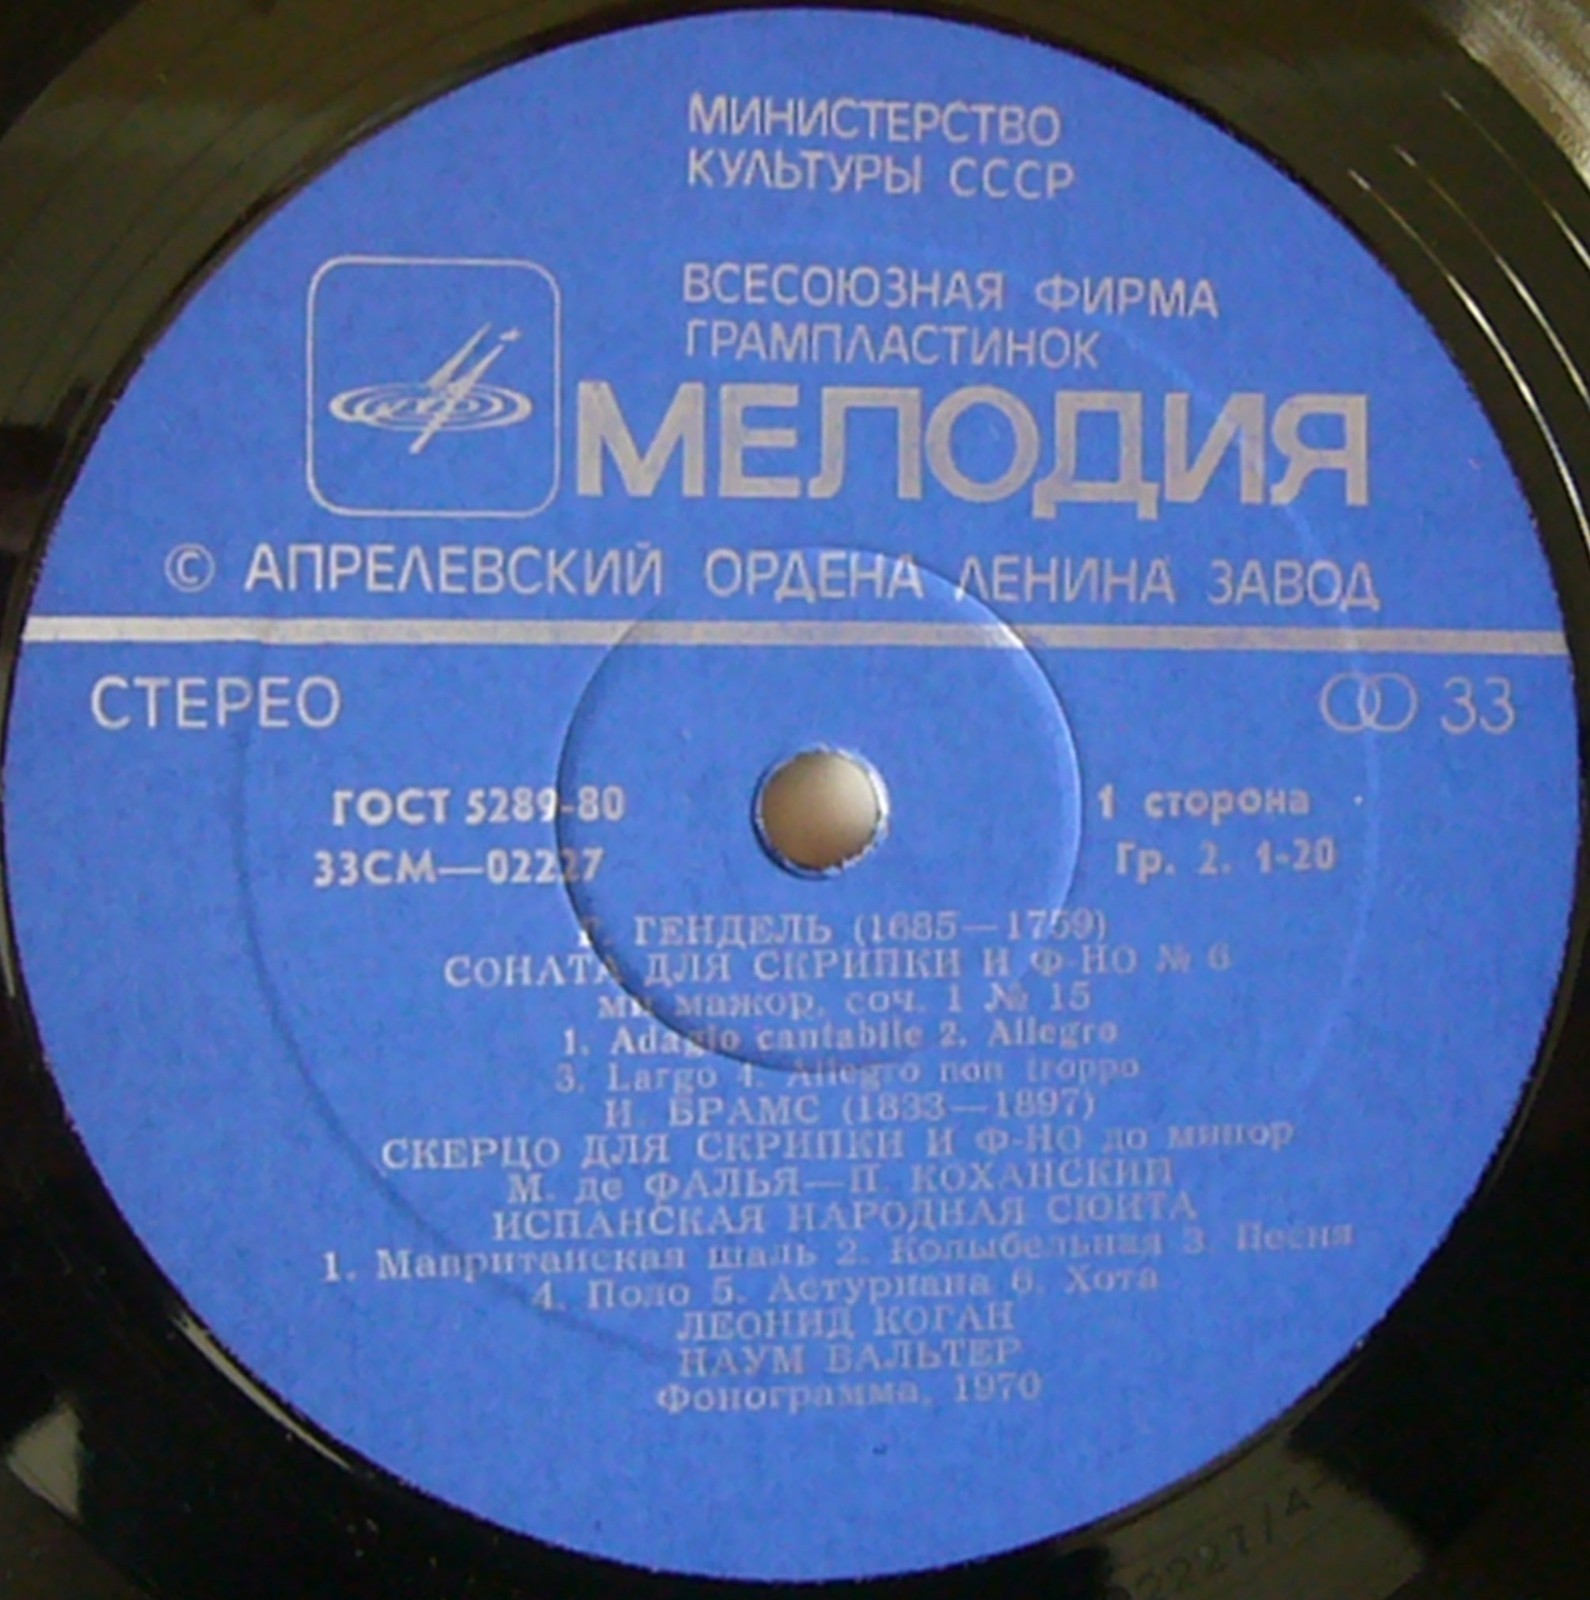 МИНИСТЕРСТВО
КУЛЬТУРЫ СССР
ВСЕСОЮЗНАЯ ФИРМА
ГРАМПЛАСТИНОК
МЕЛОДИЯ
© АПРЕЛЕВСКИЙ ОРДЕНА ЛЕНИНА ЗАВОД
СТЕРЕО 33
ГОСТ 5289-80 1 сторона
33СМ—02227 Гр. 2. 1-20
Г. ГЕНДЕЛЬ (1685—1759)
СОНАТА ДЛЯ СКРИПКИ И Ф-НО № 6
ми мажор, соч. 1 № 15
1. Adagio cantabile 2. Allegro
3. Largo 4. Allegro non troppo
И. БРАМС (1833—1897)
СКЕРЦО ДЛЯ СКРИПКИ И Ф-НО до минор
М. де ФАЛЬЯ—П. КОХАНСКИЙ
ИСПАНСКАЯ НАРОДНАЯ СЮИТА
1. Мавританская шаль 2. Колыбельная 3. Песня
4. Поло 5. Астуриана 6. Хота
ЛЕОНИД КОГАН
НАУМ ВАЛЬТЕР
Фонограмма, 1970